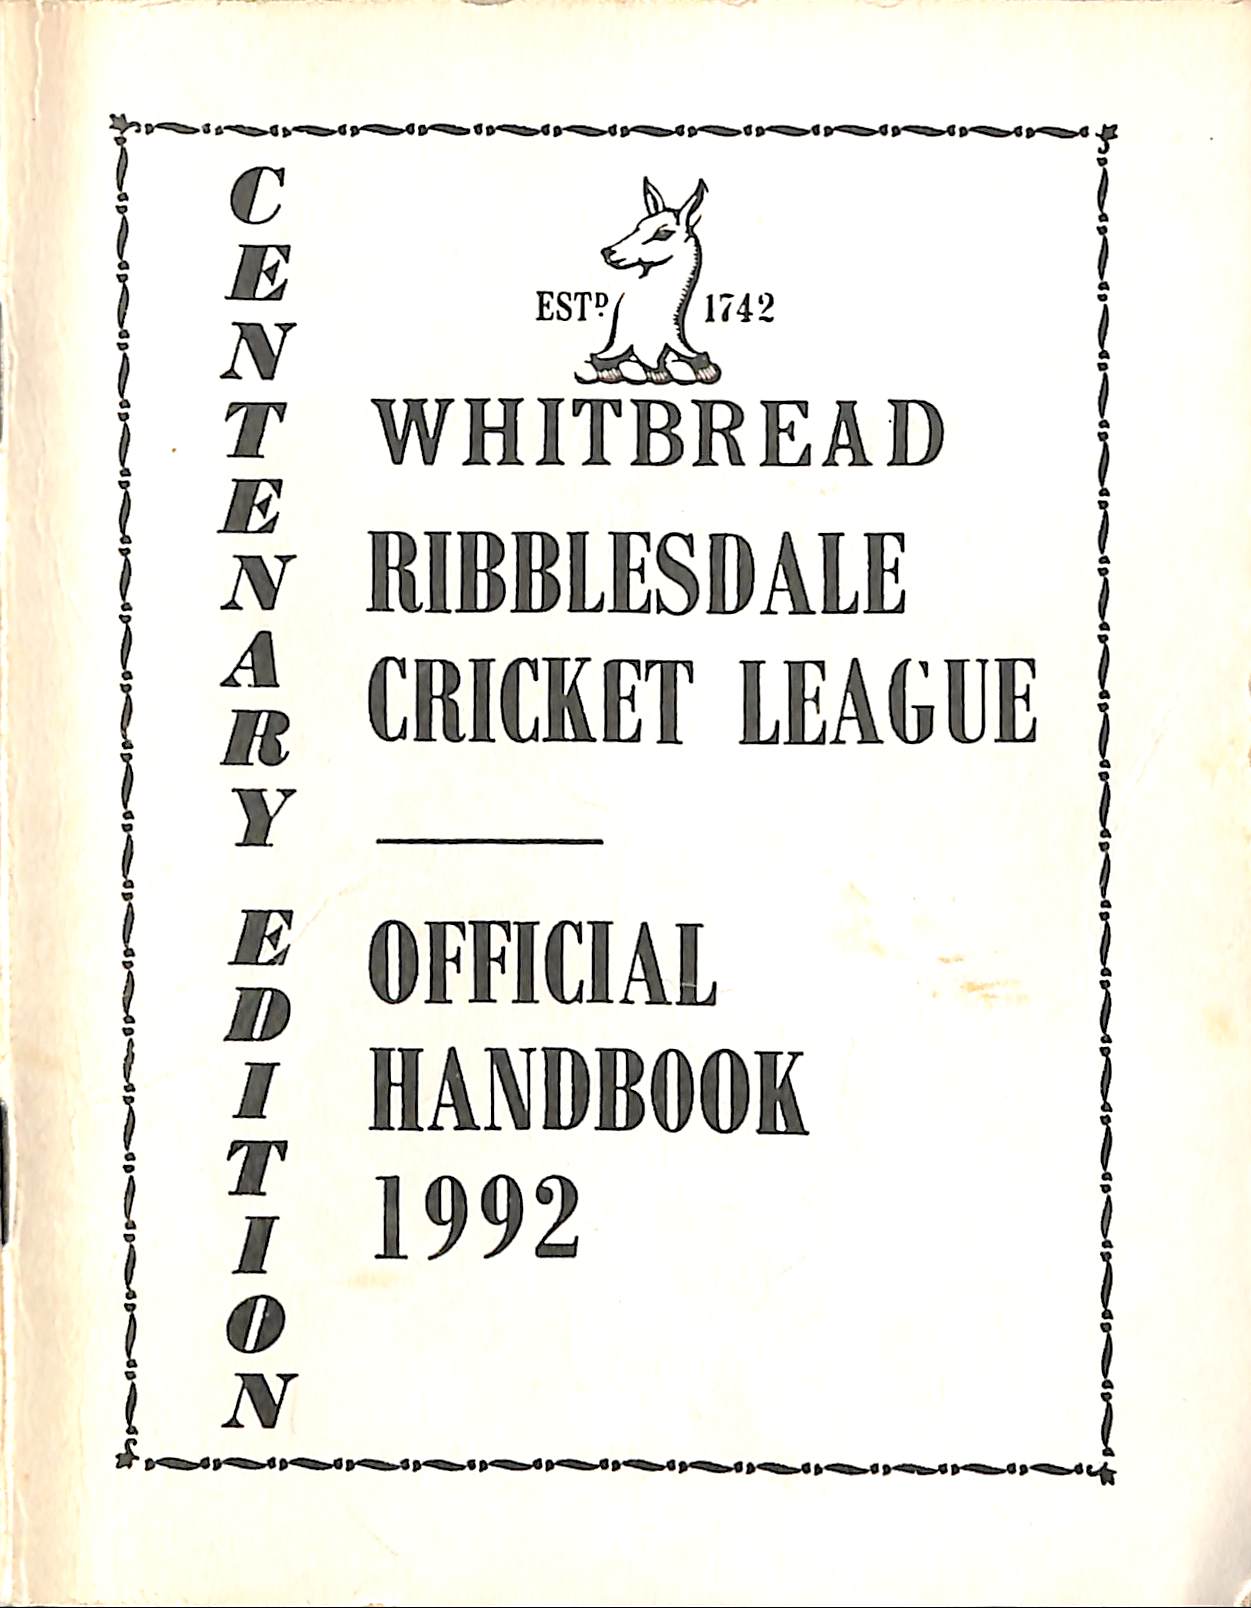 CENTENARY EDITION
ESTD. 1742
WHITBREAD
RIBBLESDALE
CRICKET LEAGUE
OFFICIAL
HANDBOOK
1992